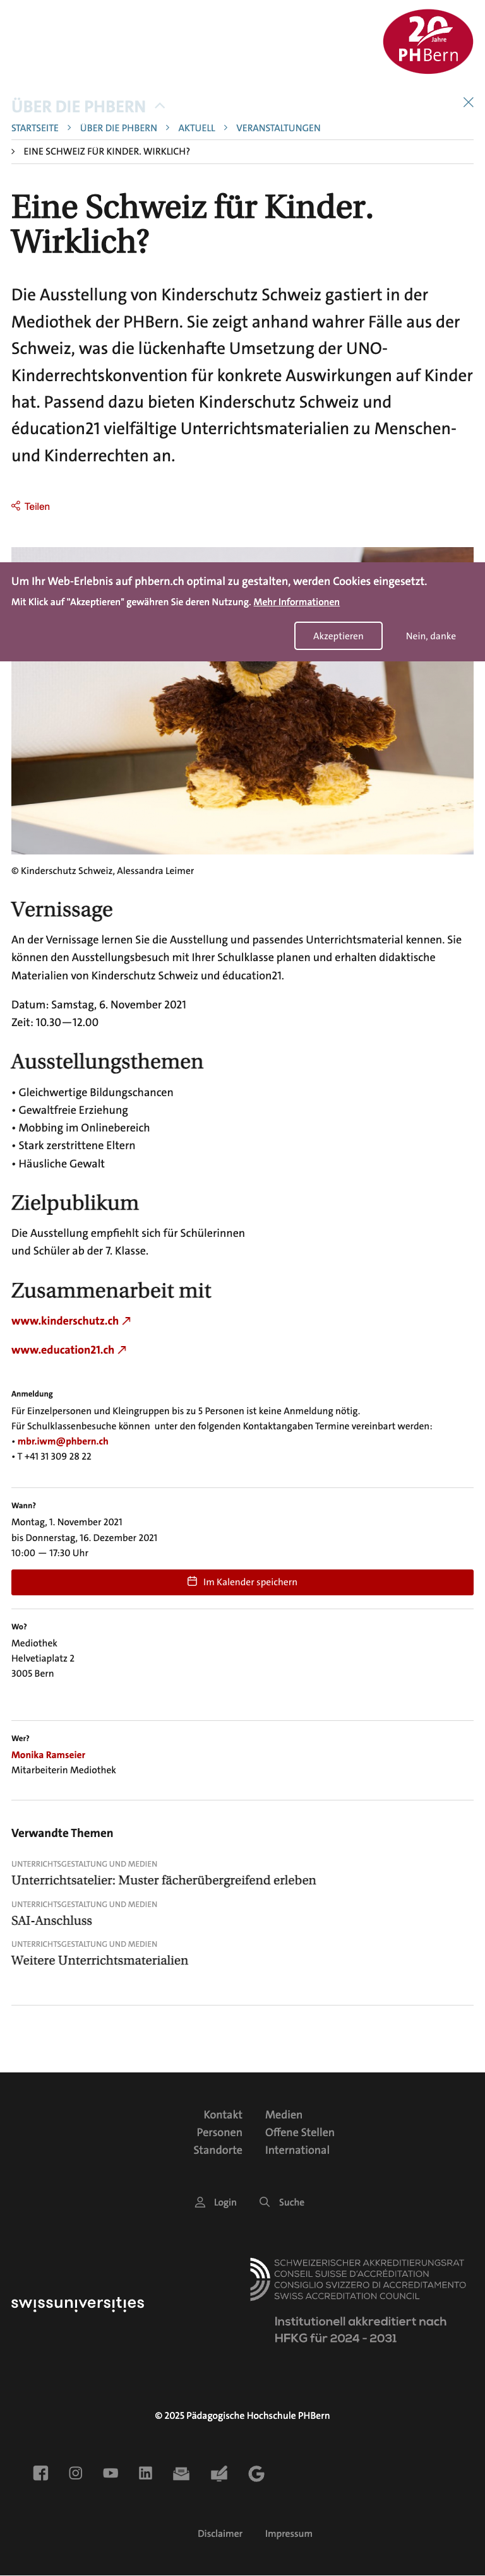 20
Jahre
PHBern
ÜBER DIE PHBERN
STARTSEITE ÜBER DIE PHBERN AKTUELL VERANSTALTUNGEN
EINE SCHWEIZ FÜR KINDER. WIRKLICH?
Eine Schweiz für Kinder.
Wirklich?
Die Ausstellung von Kinderschutz Schweiz gastiert in der
Mediothek der PHBern. Sie zeigt anhand wahrer Fälle aus der
Schweiz, was die lückenhafte Umsetzung der UNO-
Kinderrechtskonvention für konkrete Auswirkungen auf Kinder
hat. Passend dazu bieten Kinderschutz Schweiz und
éducation21 vielfältige Unterrichtsmaterialien zu Menschen-
und Kinderrechten an.
Teilen
Um Ihr Web-Erlebnis auf phbern.ch optimal zu gestalten, werden Cookies eingesetzt.
Mit Klick auf "Akzeptieren" gewähren Sie deren Nutzung. Mehr Informationen
Akzeptieren Nein, danke
© Kinderschutz Schweiz, Alessandra Leimer
Vernissage
An der Vernissage lernen Sie die Ausstellung und passendes Unterrichtsmaterial kennen. Sie
können den Ausstellungsbesuch mit Ihrer Schulklasse planen und erhalten didaktische
Materialien von Kinderschutz Schweiz und éducation21.
Datum: Samstag, 6. November 2021
Zeit: 10.30—12.00
Ausstellungsthemen
• Gleichwertige Bildungschancen
• Gewaltfreie Erziehung
• Mobbing im Onlinebereich
• Stark zerstrittene Eltern
• Häusliche Gewalt
Zielpublikum
Die Ausstellung empfiehlt sich für Schülerinnen
und Schüler ab der 7. Klasse.
Zusammenarbeit mit
www.kinderschutz.ch
www.education21.ch
Anmeldung
Für Einzelpersonen und Kleingruppen bis zu 5 Personen ist keine Anmeldung nötig.
Für Schulklassenbesuche können unter den folgenden Kontaktangaben Termine vereinbart werden:
• mbr.iwm@phbern.ch
• T +41 31 309 28 22
Wann?
Montag, 1. November 2021
bis Donnerstag, 16. Dezember 2021
10:00 — 17:30 Uhr
Im Kalender speichern
Wo?
Mediothek
Helvetiaplatz 2
3005 Bern
Wer?
Monika Ramseier
Mitarbeiterin Mediothek
Verwandte Themen
UNTERRICHTSGESTALTUNG UND MEDIEN
Unterrichtsatelier: Muster fächerübergreifend erleben
UNTERRICHTSGESTALTUNG UND MEDIEN
SAI-Anschluss
UNTERRICHTSGESTALTUNG UND MEDIEN
Weitere Unterrichtsmaterialien
Kontakt Medien
Personen Offene Stellen
Standorte International
Login Suche
swissuniversities
SCHWEIZERISCHER AKKREDITIERUNGSRAT
CONSEIL SUISSE D'ACCRÉDITATION
CONSIGLIO SVIZZERO DI ACCREDITAMENTO
SWISS ACCREDITATION COUNCIL
Institutionell akkreditiert nach
HFKG für 2024 - 2031
© 2025 Pädagogische Hochschule PHBern
Disclaimer Impressum